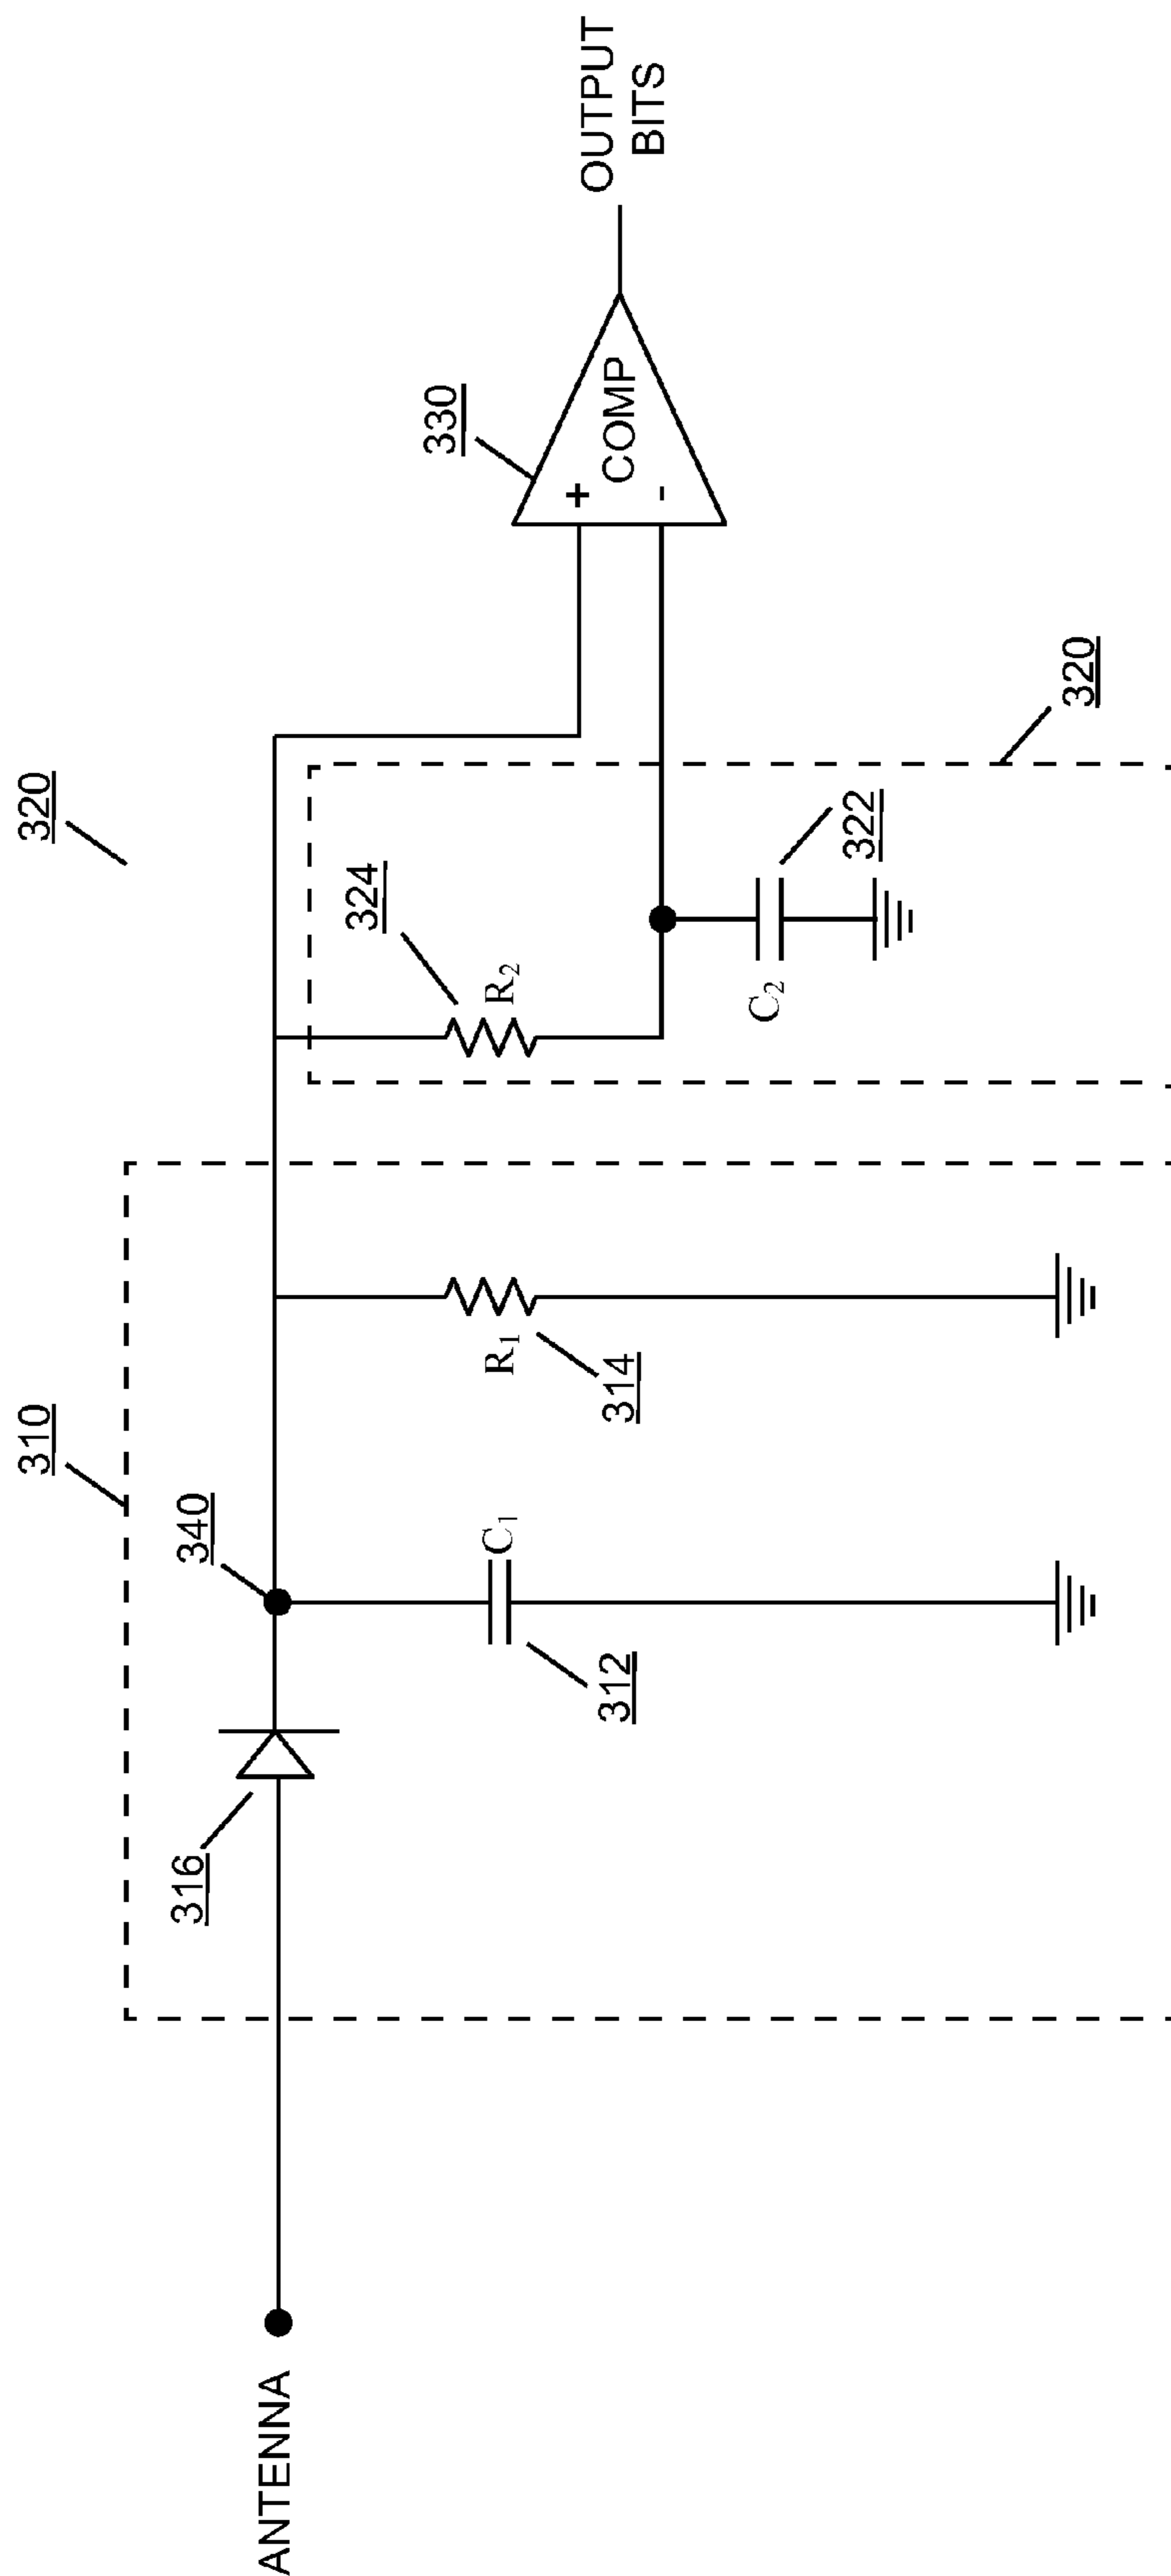 ANTENNA
316
340
310
312
C₁
R₁
314
320
324
R₂
C₂
322
320
330
+
COMP
-
OUTPUT
BITS